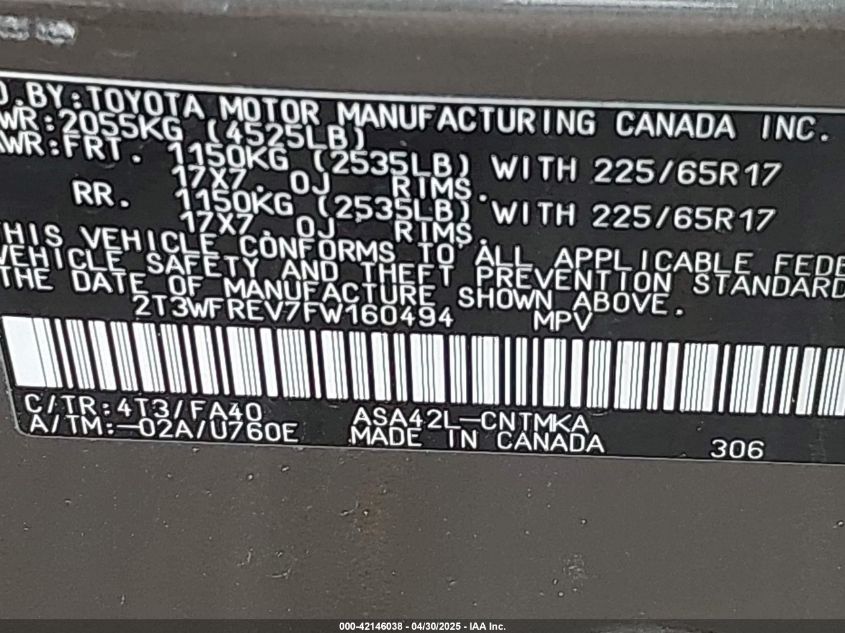 D.BY:TOYOTA MOTOR MANUFACTURING CANADA INC.
WR:2055KG (4525LB)
AWR:FRT. 1150KG (2535LB) WITH 225/65R17
17X7.0J RIMS.
RR. 1150KG (2535LB) WITH 225/65R17
17X7.0J RIMS.
HIS VEHICLE CONFORMS TO ALL APPLICABLE FEDE
VEHICLE SAFETY AND THEFT PREVENTION STANDARD
THE DATE OF MANUFACTURE SHOWN ABOVE.
2T3WFREV7FW160494 MPV
C/TR:4T3/FA40 ASA42L-CNTMKA
A/TM:-02A/U760E MADE IN CANADA 306
000-42146038 - 04/30/2025 - IAA Inc.